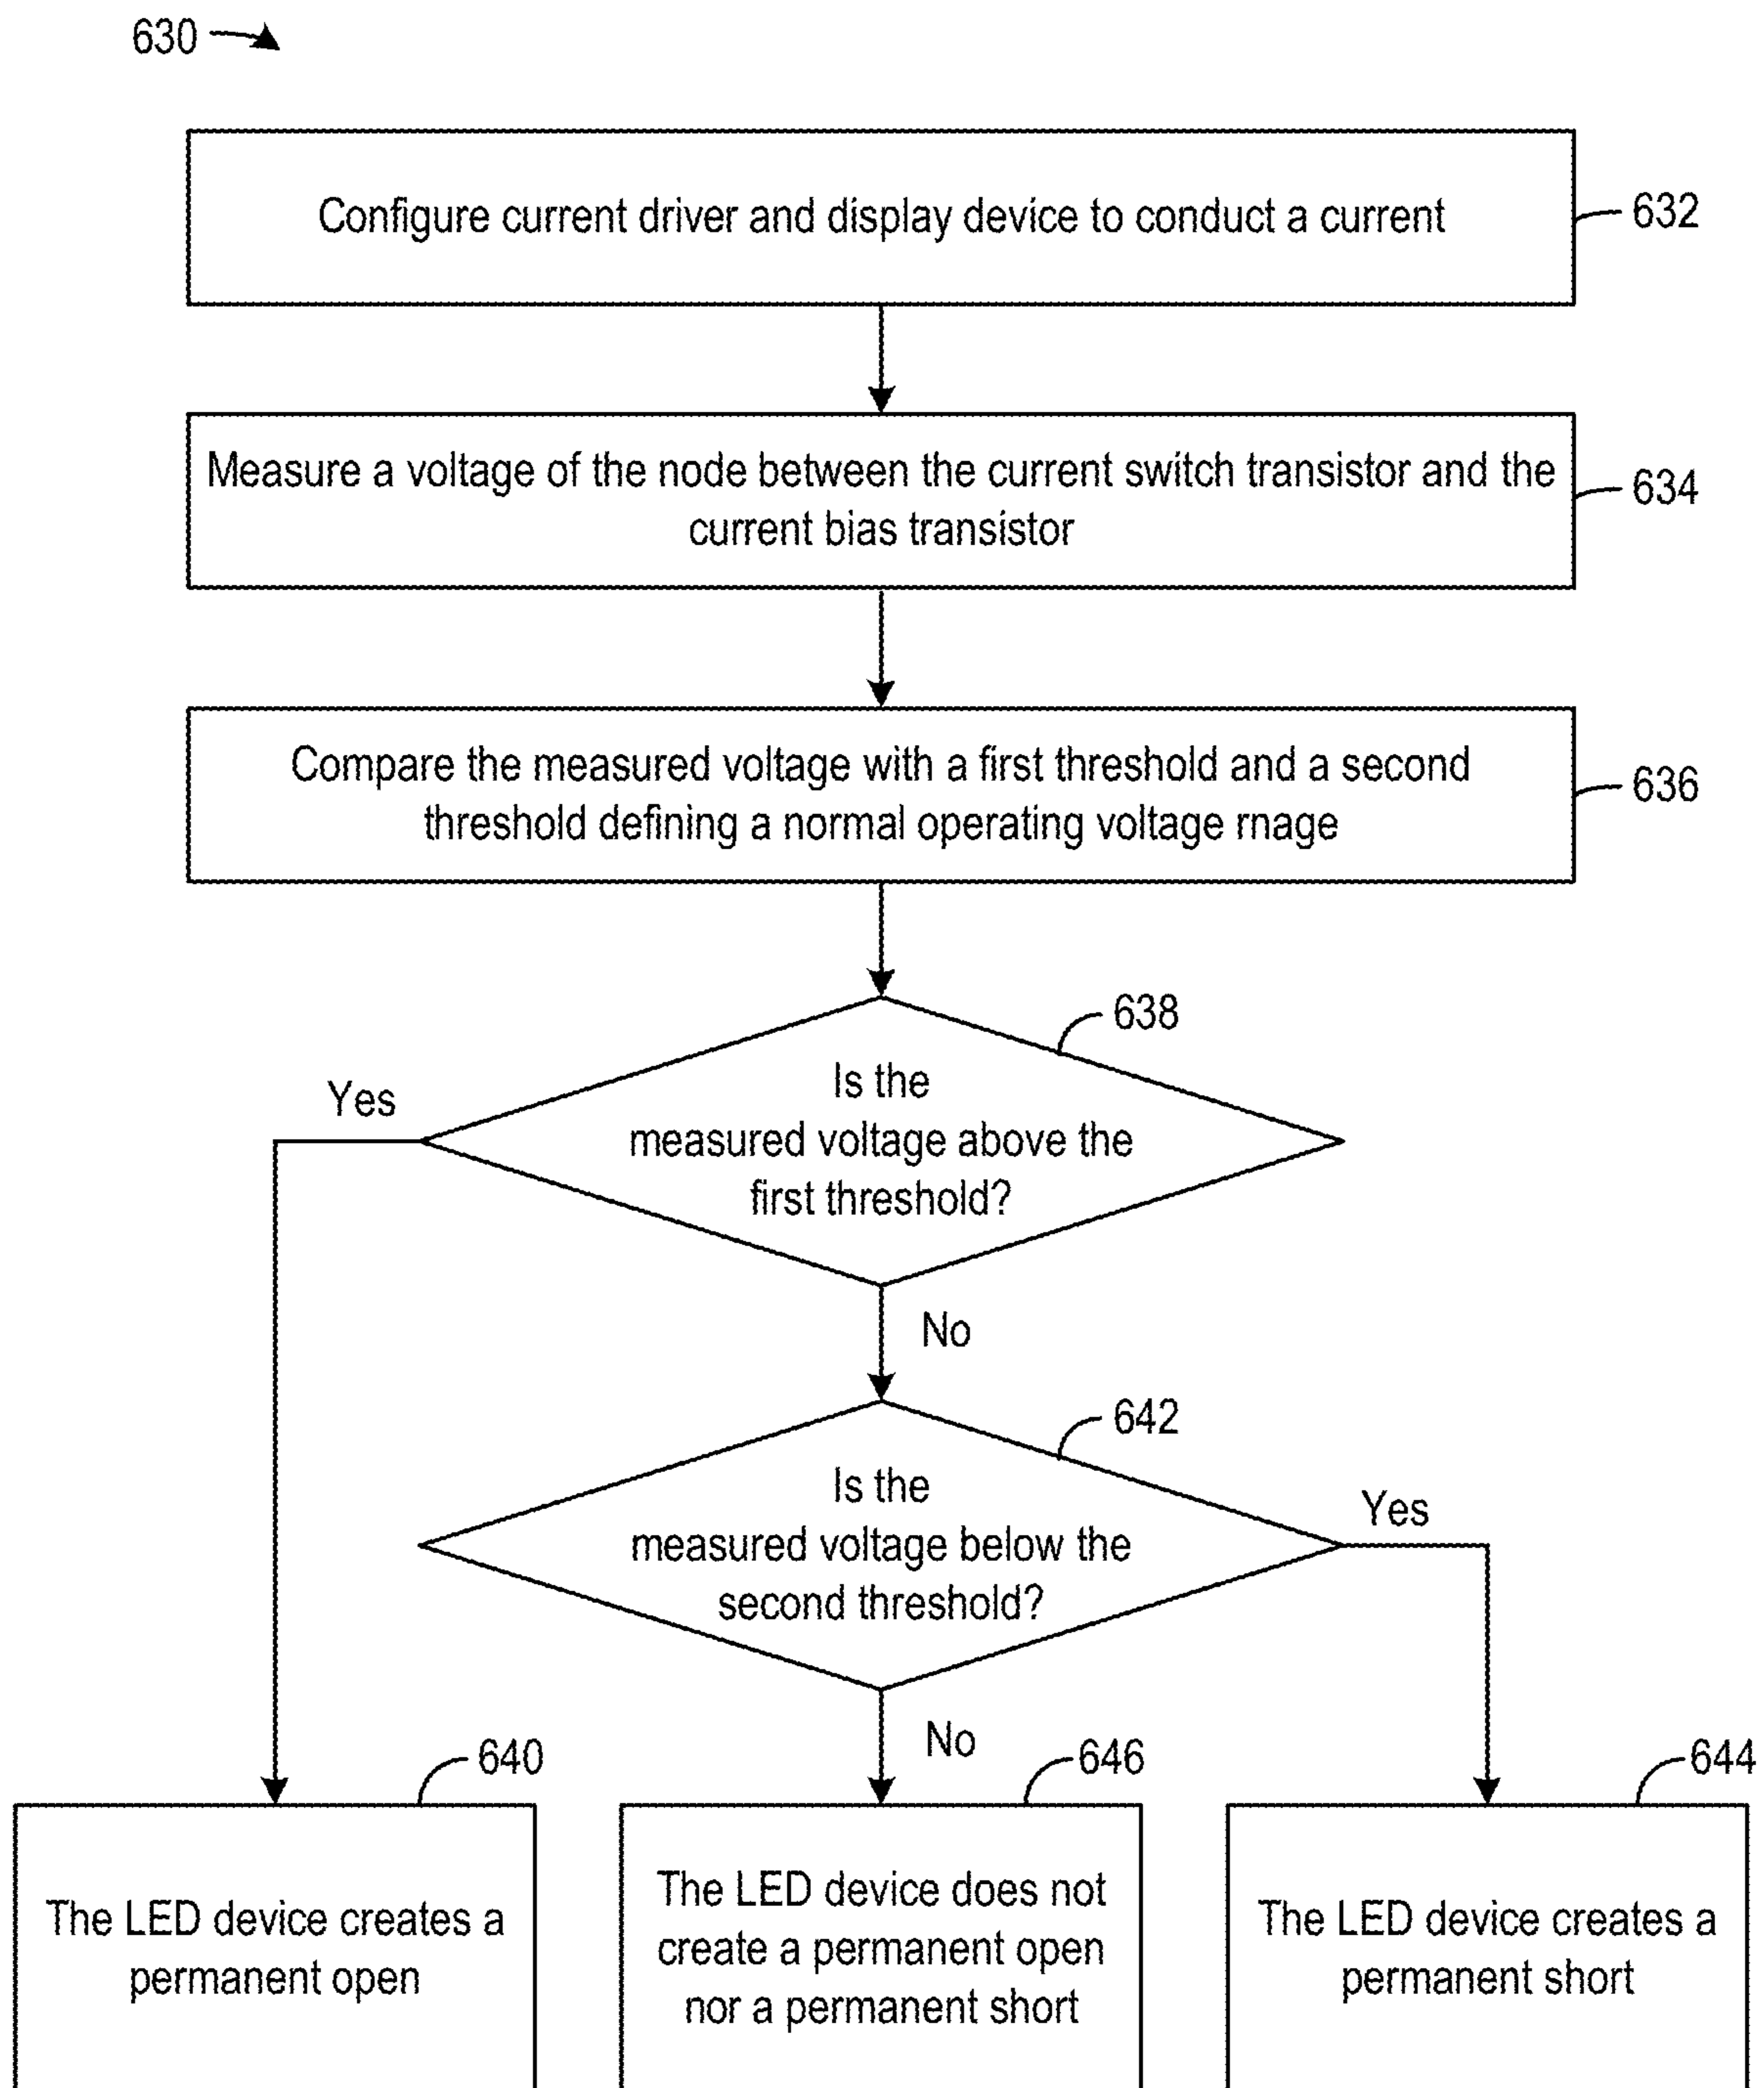 630
Configure current driver and display device to conduct a current
632
Measure a voltage of the node between the current switch transistor and the
current bias transistor
634
Compare the measured voltage with a first threshold and a second
threshold defining a normal operating voltage rnage
636
638
Is the
measured voltage above the
first threshold?
Yes
No
642
Is the
measured voltage below the
second threshold?
Yes
No
640
The LED device creates a
permanent open
646
The LED device does not
create a permanent open
nor a permanent short
644
The LED device creates a
permanent short